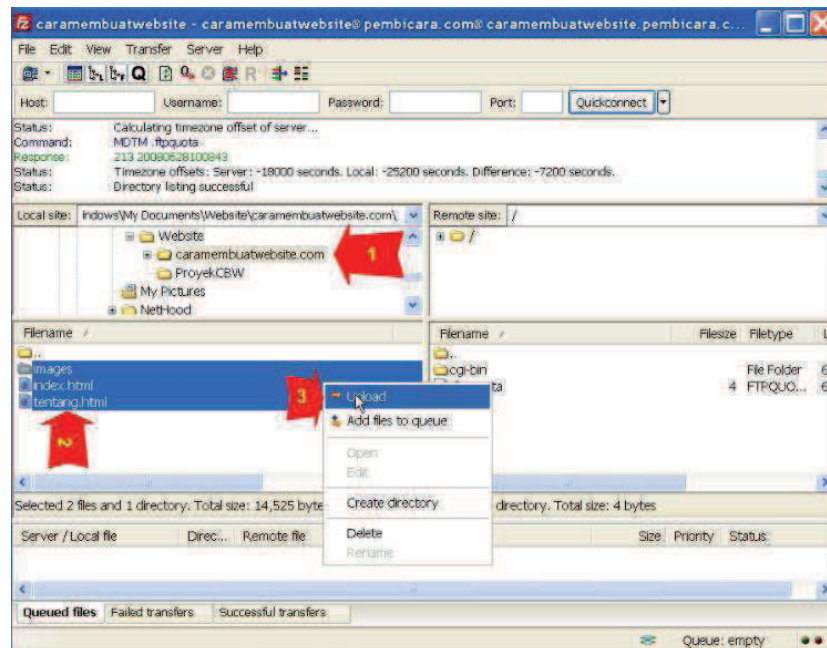 caramembuatwebsite - caramembuatwebsite@pembicara.com@caramembuatwebsite.pembicara.c...
File Edit View Transfer Server Help
Host: Username: Password: Port: Quickconnect
Status: Calculating timezone offset of server...
Command: MDTM .ftpquota
Response: 213 20080628100843
Status: Timezone offsets: Server: -18000 seconds. Local: -25200 seconds. Difference: -7200 seconds.
Status: Directory listing successful
Local site: indows\My Documents\Website\caramembuatwebsite.com\ Remote site: /
Website /
caramembuatwebsite.com 1
ProyekCBW
My Pictures
NetHood
Filename Filename Filesize Filetype L
.. ..
images cgi-bin File Folder 6
index.html ta 4 FTPQUO... 6
tentang.html
2
3
Upload
Add files to queue
Open
Edit
Create directory
Delete
Rename
Selected 2 files and 1 directory. Total size: 14,525 byte directory. Total size: 4 bytes
Server / Local file Direc... Remote file Size Priority Status
Queued files Failed transfers Successful transfers
Queue: empty